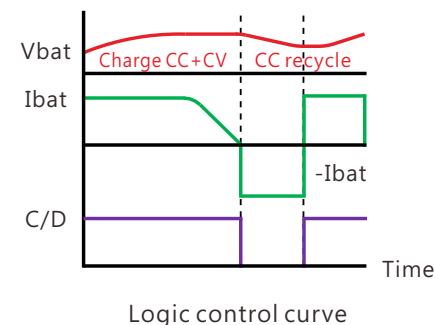 Vbat
Charge CC+CV CC recycle
Ibat
-Ibat
C/D
Time
Logic control curve